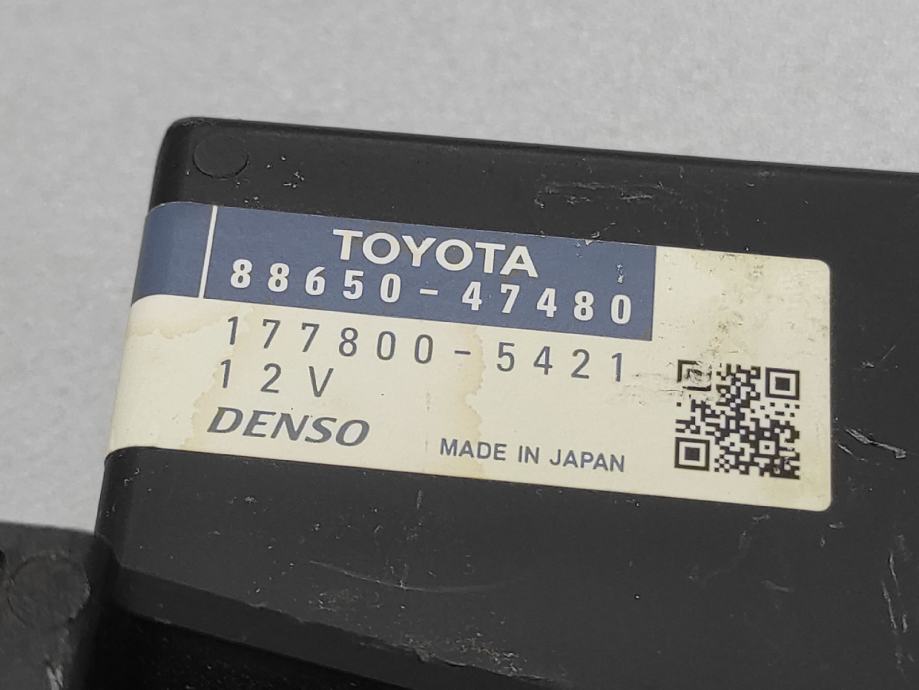 TOYOTA
88650-47480
177800-5421
12V
DENSO
MADE IN JAPAN